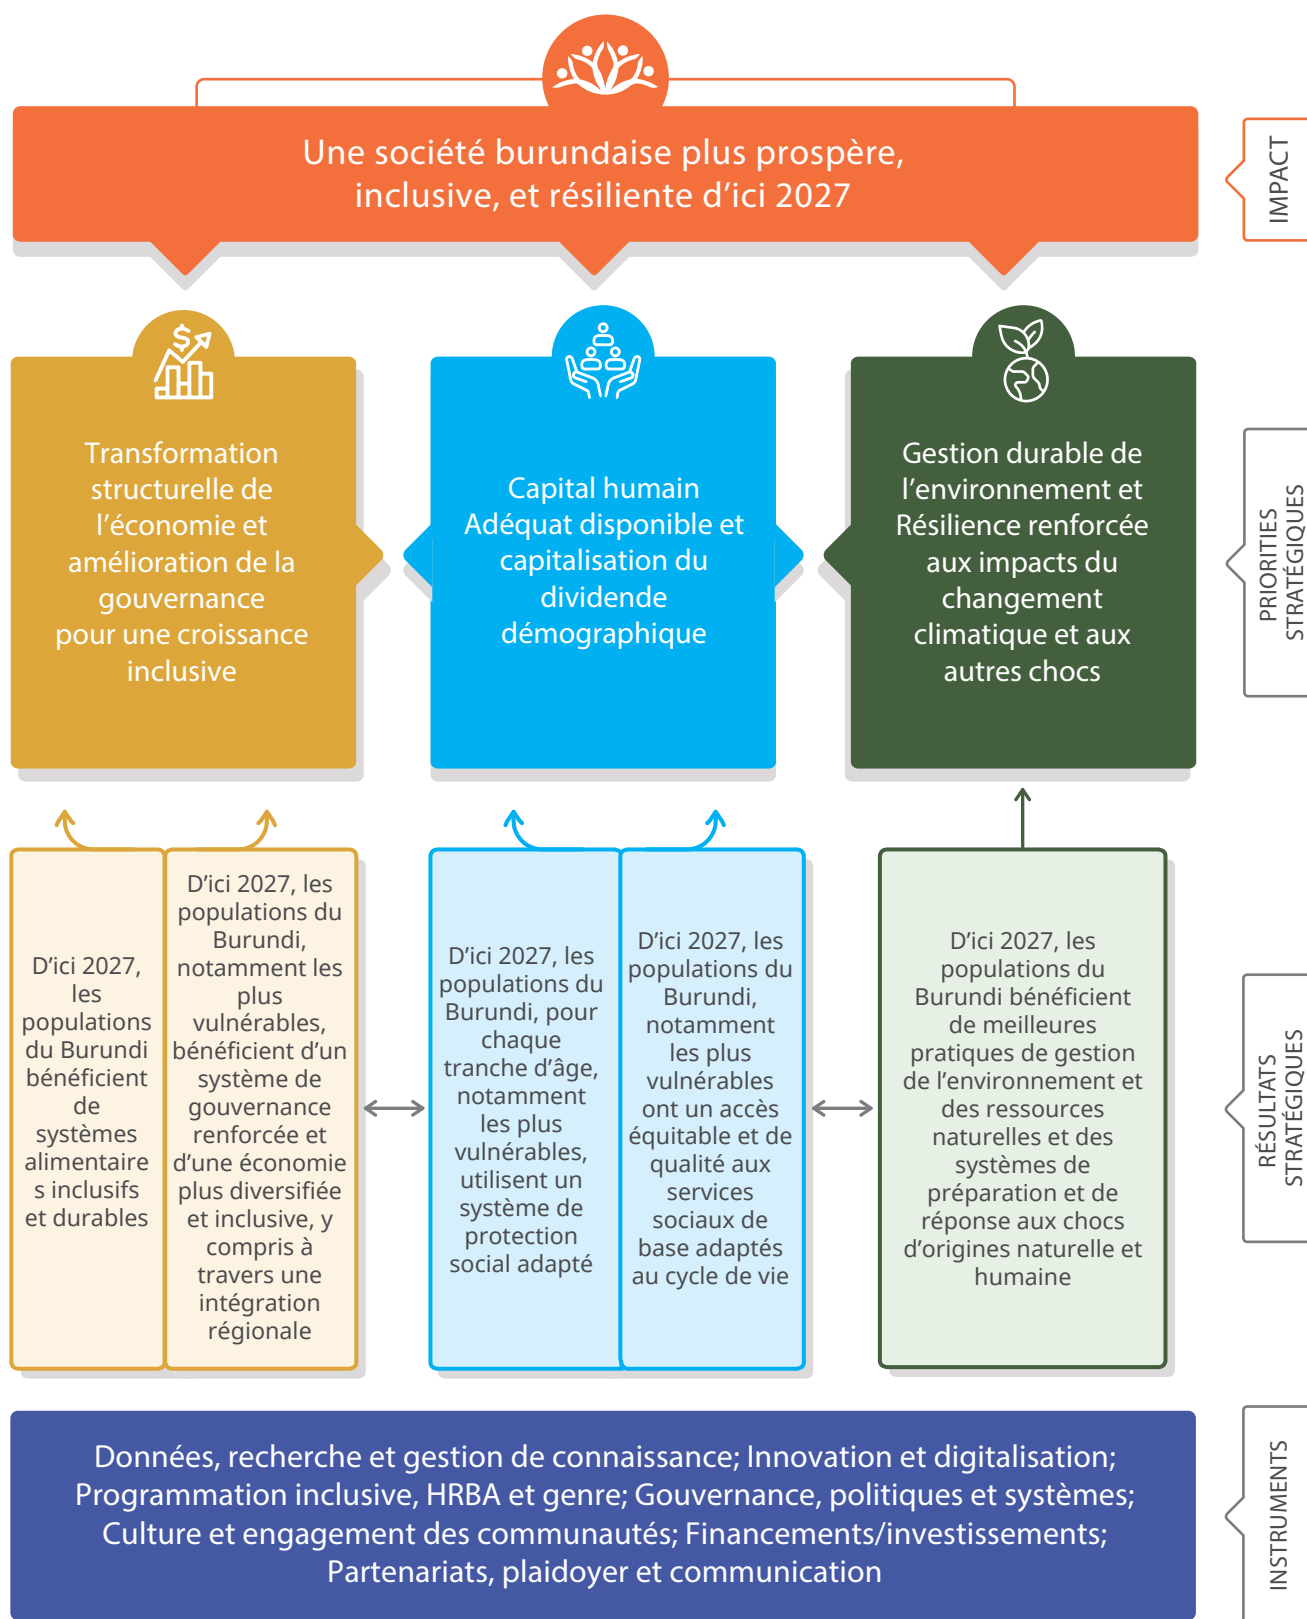 Une société burundaise plus prospère,
inclusive, et résiliente d’ici 2027
IMPACT
Transformation
structurelle de
l’économie et
amélioration de la
gouvernance
pour une croissance
inclusive
Capital humain
Adéquat disponible et
capitalisation du
dividende
démographique
Gestion durable de
l’environnement et
Résilience renforcée
aux impacts du
changement
climatique et aux
autres chocs
PRIORITIES
STRATÉGIQUES
D’ici 2027,
les
populations
du Burundi
bénéficient
de
systèmes
alimentaire
s inclusifs
et durables
D’ici 2027, les
populations du
Burundi,
notamment les
plus
vulnérables,
bénéficient d’un
système de
gouvernance
renforcée et
d’une économie
plus diversifiée
et inclusive, y
compris à
travers une
intégration
régionale
D’ici 2027, les
populations du
Burundi, pour
chaque
tranche d’âge,
notamment
les plus
vulnérables,
utilisent un
système de
protection
social adapté
D’ici 2027, les
populations du
Burundi,
notamment
les plus
vulnérables
ont un accès
équitable et de
qualité aux
services
sociaux de
base adaptés
au cycle de vie
D’ici 2027, les
populations du
Burundi bénéficient
de meilleures
pratiques de gestion
de l’environnement et
des ressources
naturelles et des
systèmes de
préparation et de
réponse aux chocs
d’origines naturelle et
humaine
RÉSULTATS
STRATÉGIQUES
Données, recherche et gestion de connaissance; Innovation et digitalisation;
Programmation inclusive, HRBA et genre; Gouvernance, politiques et systèmes;
Culture et engagement des communautés; Financements/investissements;
Partenariats, plaidoyer et communication
INSTRUMENTS